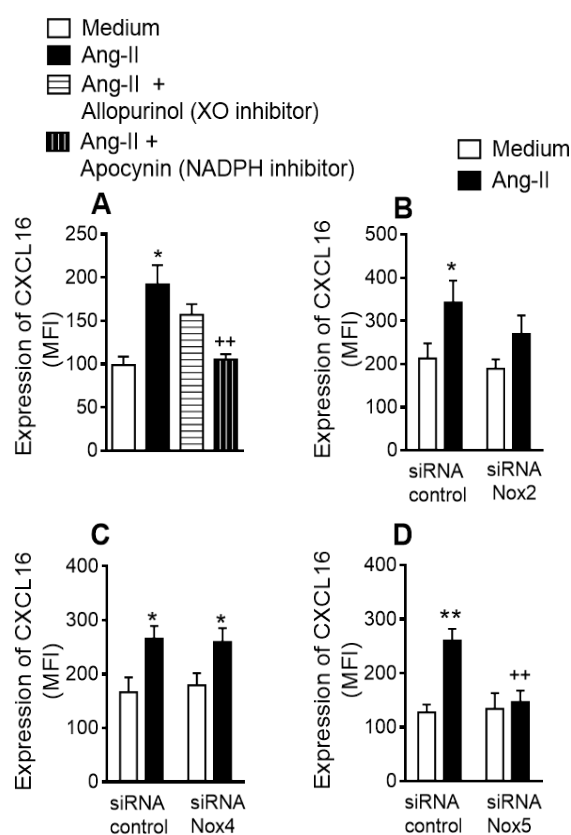 Medium
Ang-II
Ang-II +
Allopurinol (XO inhibitor)
Ang-II +
Apocynin (NADPH inhibitor)
Medium
Ang-II
A
Expression of CXCL16
(MFI)
250
200
150
100
50
0
*
++
B
Expression of CXCL16
(MFI)
500
400
300
200
100
0
*
siRNA
control
siRNA
Nox2
C
Expression of CXCL16
(MFI)
400
300
200
100
0
*
*
siRNA
control
siRNA
Nox4
D
Expression of CXCL16
(MFI)
400
300
200
100
0
**
++
siRNA
control
siRNA
Nox5